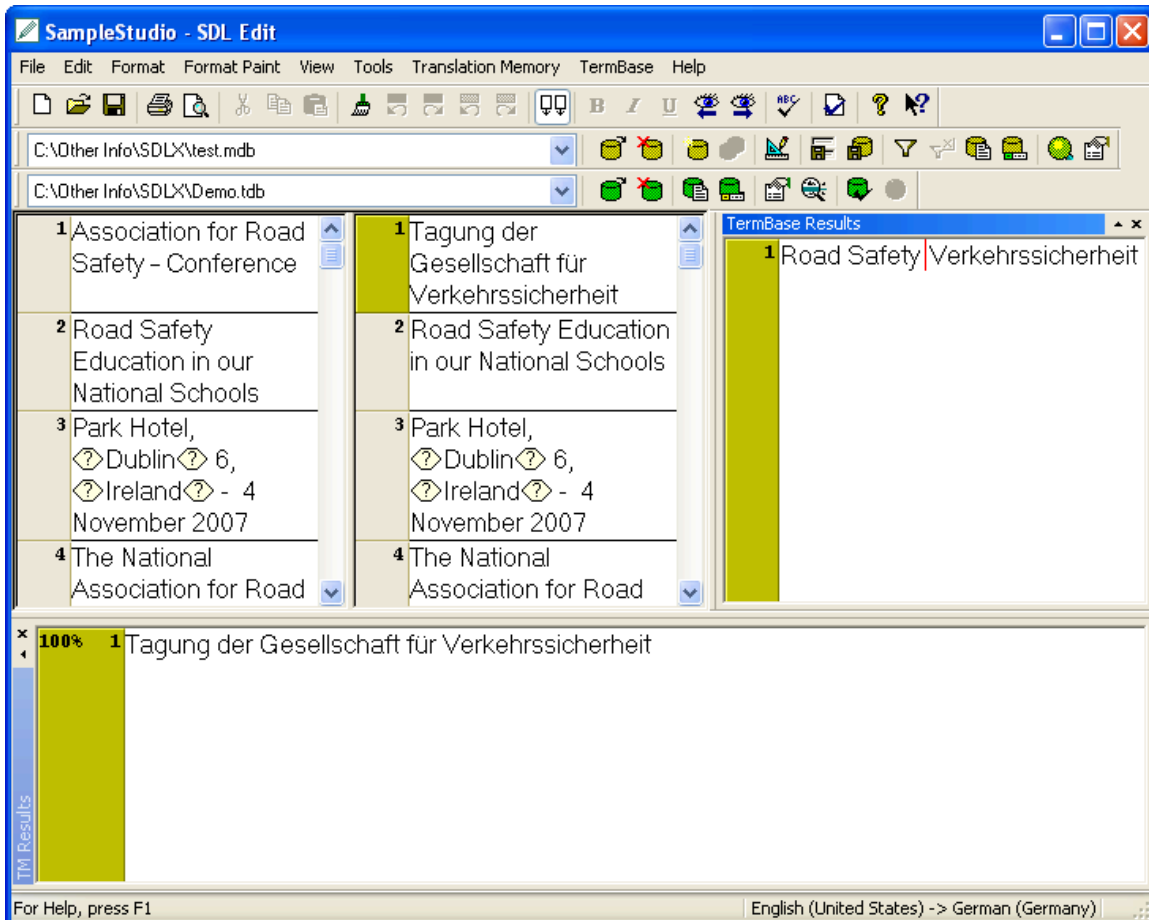 SampleStudio - SDL Edit
File Edit Format Format Paint View Tools Translation Memory TermBase Help
B I U ABC ? ?
C:\Other Info\SDLX\test.mdb
C:\Other Info\SDLX\Demo.tdb
1 Association for Road
Safety - Conference
2 Road Safety
Education in our
National Schools
3 Park Hotel,
?Dublin? 6,
?Ireland? - 4
November 2007
4 The National
Association for Road
1 Tagung der
Gesellschaft für
Verkehrssicherheit
2 Road Safety Education
in our National Schools
3 Park Hotel,
?Dublin? 6,
?Ireland? - 4
November 2007
4 The National
Association for Road
TermBase Results
1 Road Safety Verkehrssicherheit
100% 1 Tagung der Gesellschaft für Verkehrssicherheit
TM Results
For Help, press F1
English (United States) -> German (Germany)